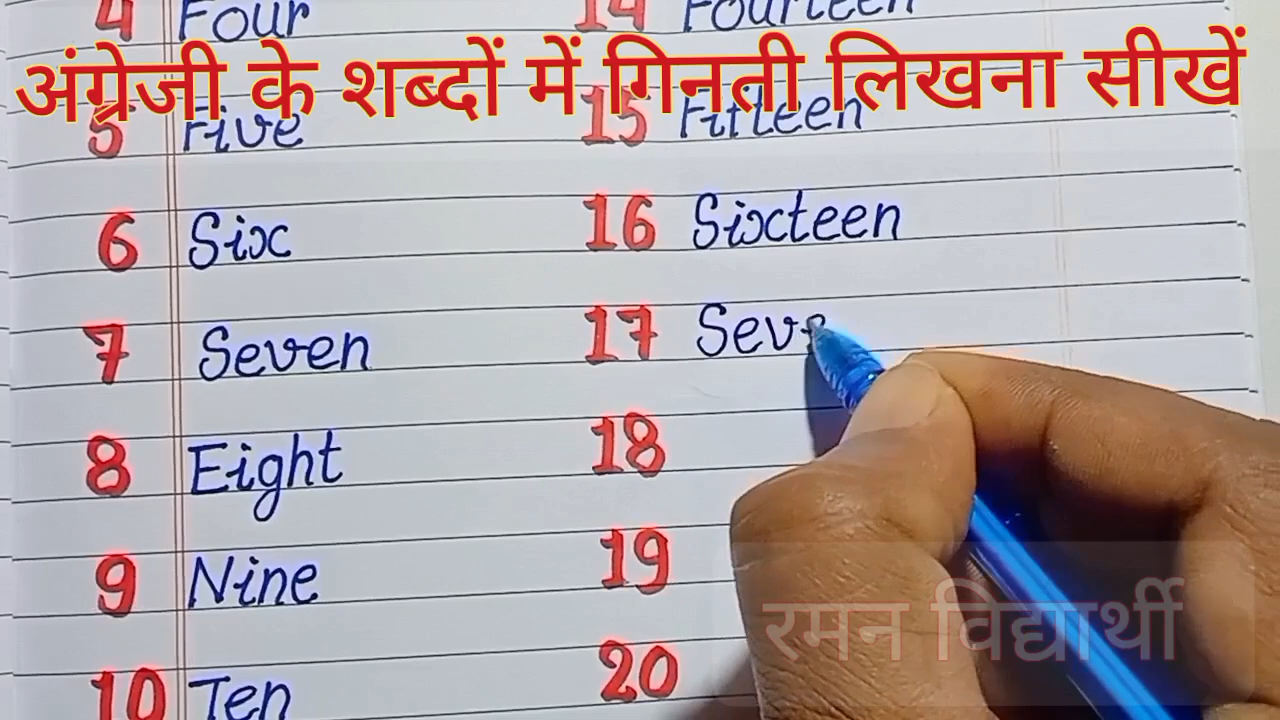 4 Four 14 Fourteen
अंग्रेजी के शब्दों में गिनती लिखना सीखें
5 Five 15 Fifteen
6 Six 16 Sixteen
7 Seven 17 Seve
8 Eight 18
9 Nine 19
रमन विद्यार्थी
10 Ten 20